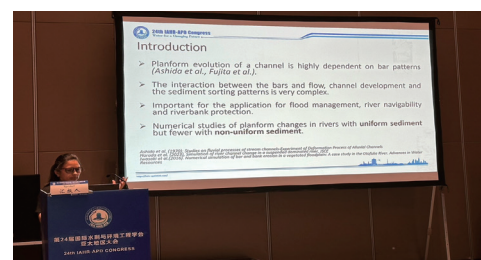 24th IAHR-APD Congress
Introduction
➢ Planform evolution of a channel is highly dependent on bar patterns
(Ashida et al., Fujita et al.).
➢ The interaction between the bars and flow, channel development and
the sediment sorting patterns is very complex.
➢ Important for the application for flood management, river navigability
and riverbank protection.
➢ Numerical studies of planform changes in rivers with uniform sediment
but fewer with non-uniform sediment.
第24届国际水利与环境工程学会
亚太地区大会
24th IAHR APD CONGRESS